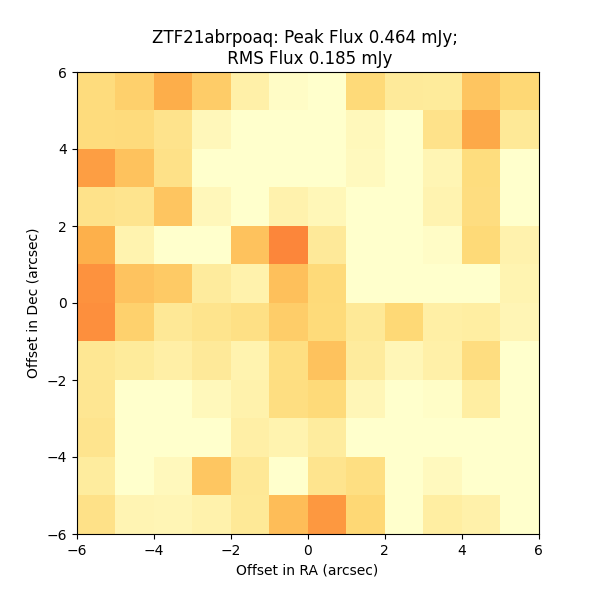 ZTF21abrpoaq: Peak Flux 0.464 mJy;
RMS Flux 0.185 mJy
6
4
2
0
−2
−4
−6
Offset in Dec (arcsec)
−6 −4 −2 0 2 4 6
Offset in RA (arcsec)